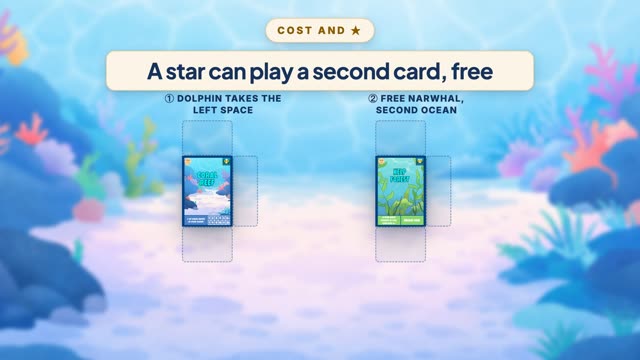 COST AND ★
A star can play a second card, free
① DOLPHIN TAKES THE
LEFT SPACE
② FREE NARWHAL,
SECOND OCEAN
CORAL
REEF
KELP
FOREST